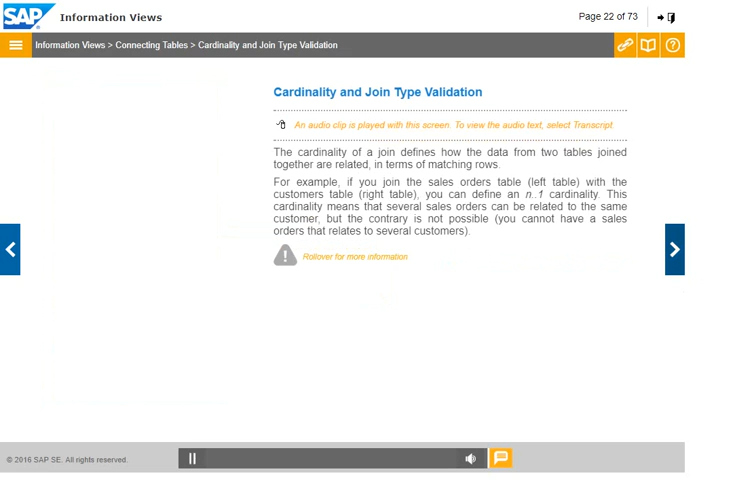 SAP Information Views
Page 22 of 73
Information Views > Connecting Tables > Cardinality and Join Type Validation
Cardinality and Join Type Validation
An audio clip is played with this screen. To view the audio text, select Transcript.
The cardinality of a join defines how the data from two tables joined
together are related, in terms of matching rows.
For example, if you join the sales orders table (left table) with the
customers table (right table), you can define an n..1 cardinality. This
cardinality means that several sales orders can be related to the same
customer, but the contrary is not possible (you cannot have a sales
orders that relates to several customers).
Rollover for more information
© 2016 SAP SE. All rights reserved.